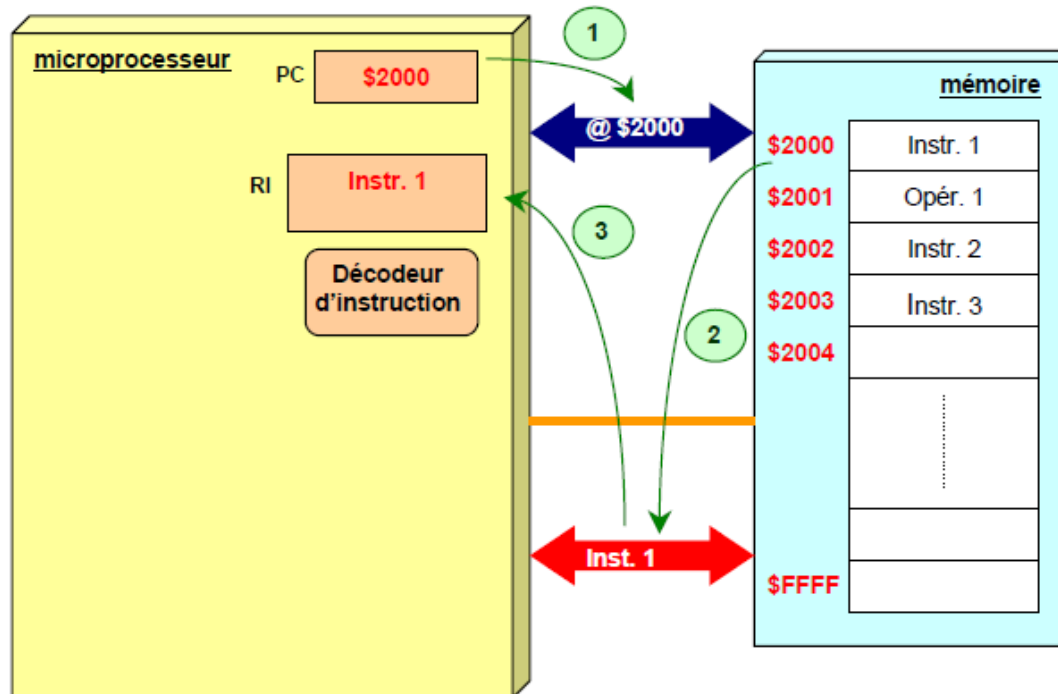 microprocesseur
PC
$2000
RI
Instr. 1
Décodeur
d'instruction
1
@ $2000
3
2
Inst. 1
mémoire
$2000 Instr. 1
$2001 Opér. 1
$2002 Instr. 2
$2003 Instr. 3
$2004
$FFFF